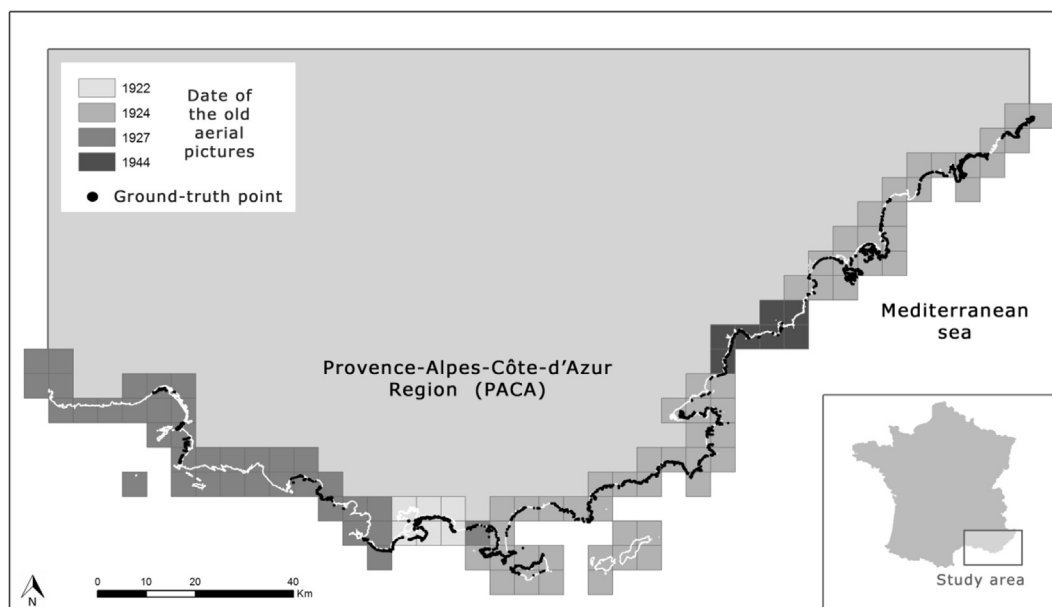 1922
1924
1927
1944
Date of
the old
aerial
pictures
Ground-truth point
Mediterranean
sea
Provence-Alpes-Côte-d'Azur
Region (PACA)
N
0 10 20 40
Km
Study area